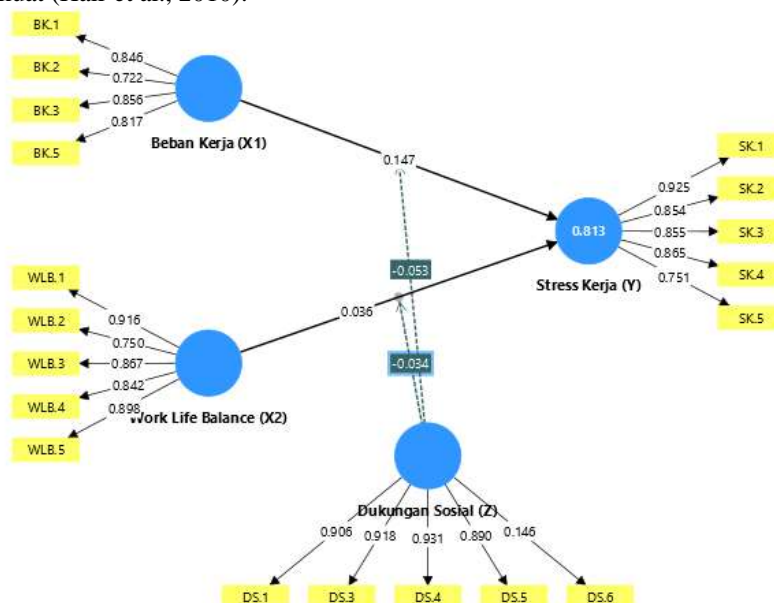 kuat (Hair et al., 2010).
BK.1
BK.2
BK.3
BK.5
0.846
0.722
0.856
0.817
Beban Kerja (X1)
0.147
SK.1
SK.2
SK.3
SK.4
SK.5
0.925
0.854
0.855
0.865
0.751
0.813
Stress Kerja (Y)
-0.053
0.036
-0.034
WLB.1
WLB.2
WLB.3
WLB.4
WLB.5
0.916
0.750
0.867
0.842
0.898
Work Life Balance (X2)
Dukungan Sosial (Z)
0.906
0.918
0.931
0.890
0.146
DS.1
DS.3
DS.4
DS.5
DS.6